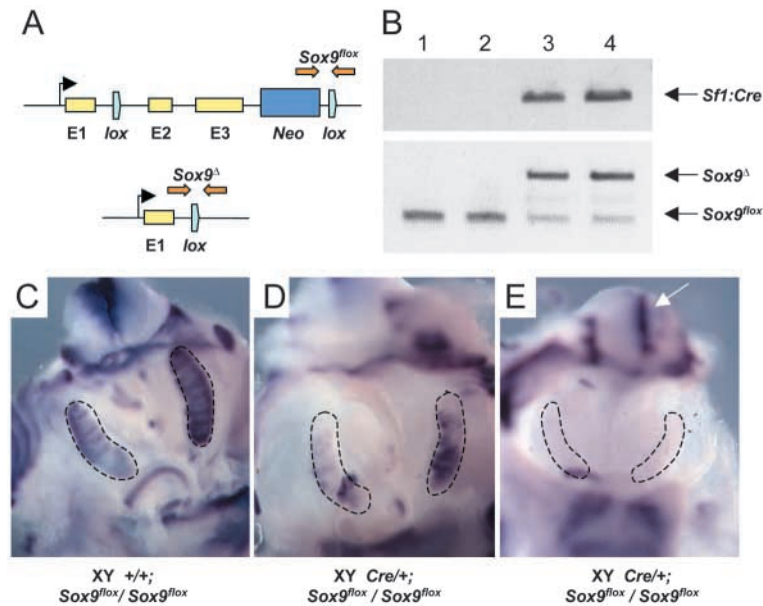 A
Sox9flox
E1 lox E2 E3 Neo lox
Sox9Δ
E1 lox
B
1 2 3 4
Sf1:Cre
Sox9Δ
Sox9flox
C
D
E
XY +/+;
Sox9flox/ Sox9flox
XY Cre/+;
Sox9flox / Sox9flox
XY Cre/+;
Sox9flox / Sox9flox